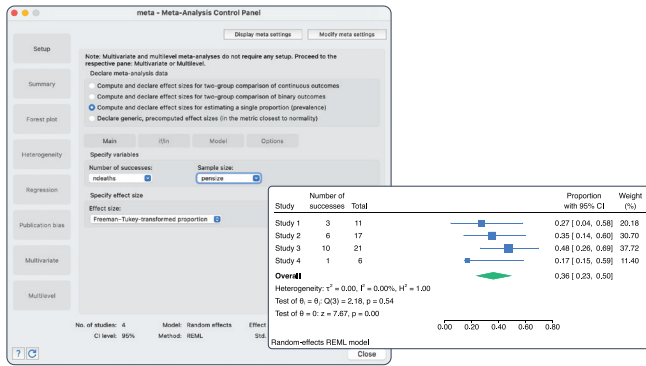 meta - Meta-Analysis Control Panel
Display meta settings
Modify meta settings
Setup
Summary
Forest plot
Heterogeneity
Regression
Publication bias
Multivariate
Multilevel
Note: Multivariate and multilevel meta-analyses do not require any setup. Proceed to the
respective pane: Multivariate or Multilevel.
Declare meta-analysis data
Compute and declare effect sizes for two-group comparison of continuous outcomes
Compute and declare effect sizes for two-group comparison of binary outcomes
Compute and declare effect sizes for estimating a single proportion (prevalence)
Declare generic, precomputed effect sizes (in the metric closest to normality)
Main if/in Model Options
Specify variables
Number of successes: Sample size:
ndeaths pensize
Specify effect size
Effect size:
Freeman-Tukey-transformed proportion
No. of studies: 4 Model: Random effects Effect
CI level: 95% Method: REML Std.
? Close
Number of Proportion Weight
Study successes Total with 95% CI (%)
Study 1 3 11 0.27 [ 0.04, 0.58] 20.18
Study 2 6 17 0.35 [ 0.14, 0.60] 30.70
Study 3 10 21 0.48 [ 0.26, 0.69] 37.72
Study 4 1 6 0.17 [ 0.15, 0.59] 11.40
Overall 0.36 [ 0.23, 0.50]
Heterogeneity: τ² = 0.00, I² = 0.00%, H² = 1.00
Test of θᵢ = θⱼ: Q(3) = 2.18, p = 0.54
Test of θ = 0: z = 7.67, p = 0.00
0.00 0.20 0.40 0.60 0.80
Random-effects REML model